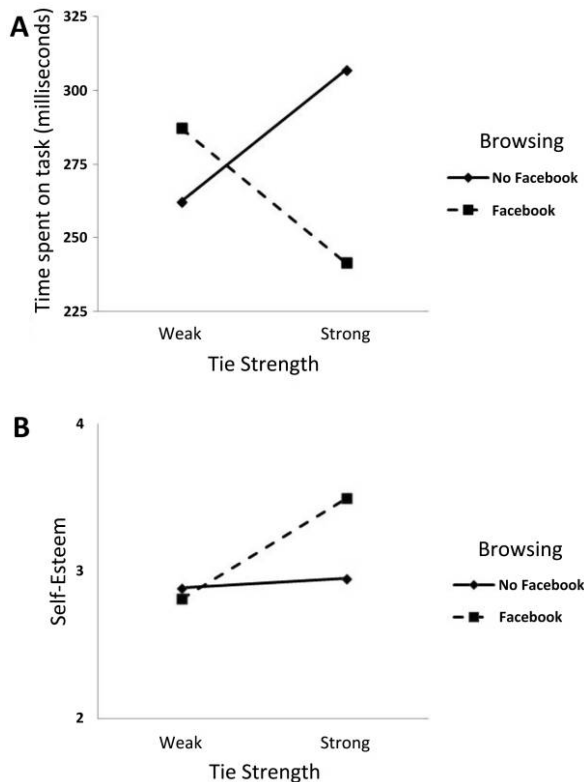 A
Time spent on task (milliseconds)
325
300
275
250
225
Weak
Strong
Tie Strength
Browsing
No Facebook
Facebook
B
Self-Esteem
4
3
2
Weak
Strong
Tie Strength
Browsing
No Facebook
Facebook